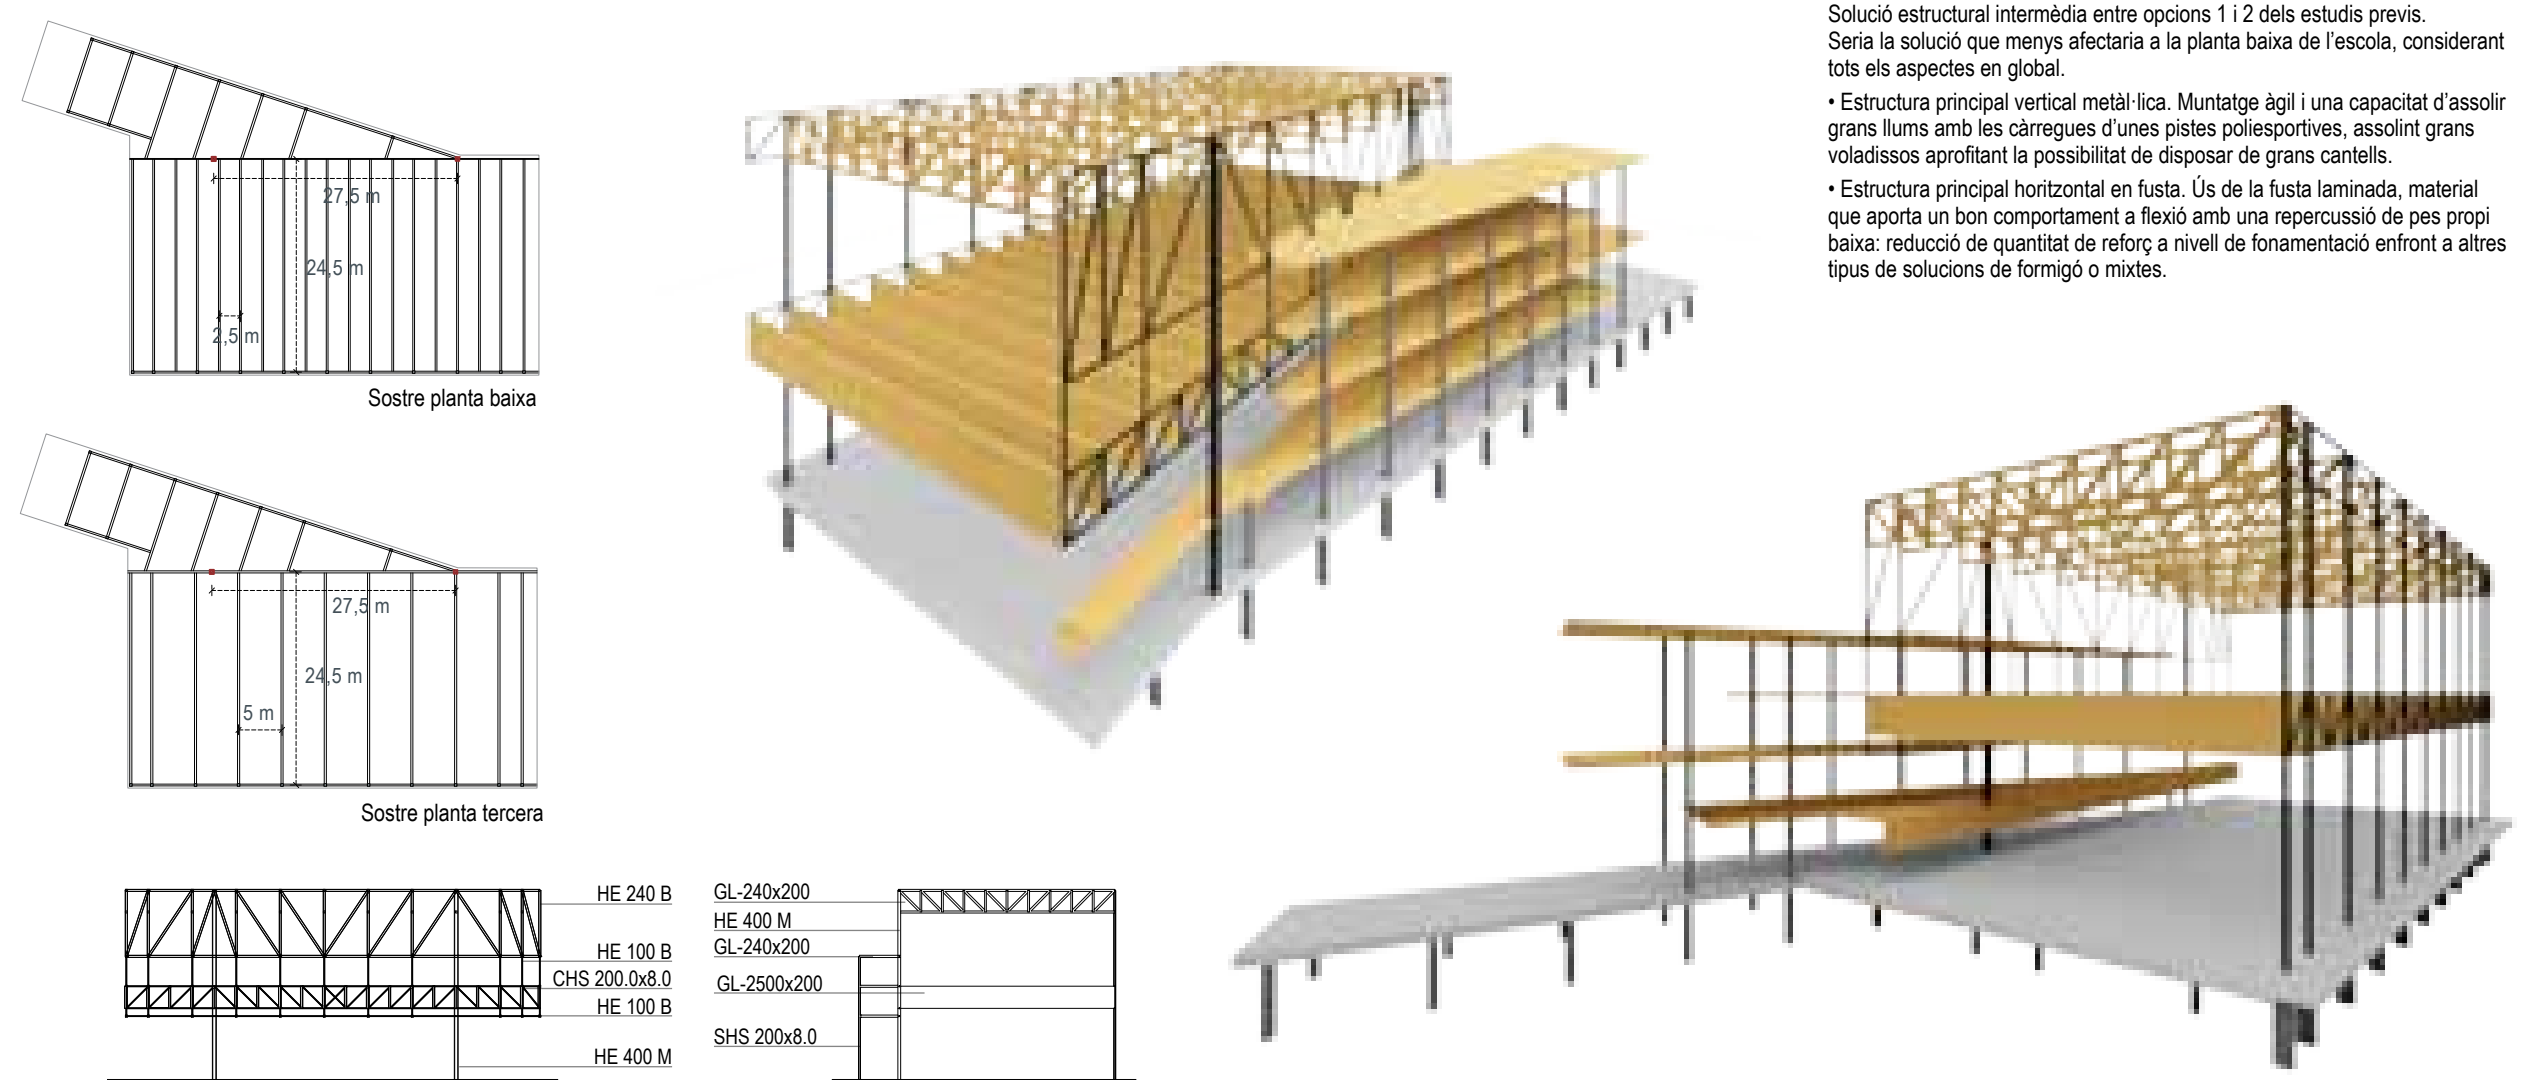 Solució estructural intermèdia entre opcions 1 i 2 dels estudis previs.
Seria la solució que menys afectaria a la planta baixa de l'escola, considerant
tots els aspectes en global.
• Estructura principal vertical metàl·lica. Muntatge àgil i una capacitat d'assolir
grans llums amb les càrregues d'unes pistes poliesportives, assolint grans
voladissos aprofitant la possibilitat de disposar de grans cantells.
• Estructura principal horitzontal en fusta. Ús de la fusta laminada, material
que aporta un bon comportament a flexió amb una repercussió de pes propi
baixa: reducció de quantitat de reforç a nivell de fonamentació enfront a altres
tipus de solucions de formigó o mixtes.
27,5 m
24,5 m
2,5 m
Sostre planta baixa
27,5 m
24,5 m
5 m
Sostre planta tercera
HE 240 B
HE 100 B
CHS 200.0x8.0
HE 100 B
HE 400 M
GL-240x200
HE 400 M
GL-240x200
GL-2500x200
SHS 200x8.0